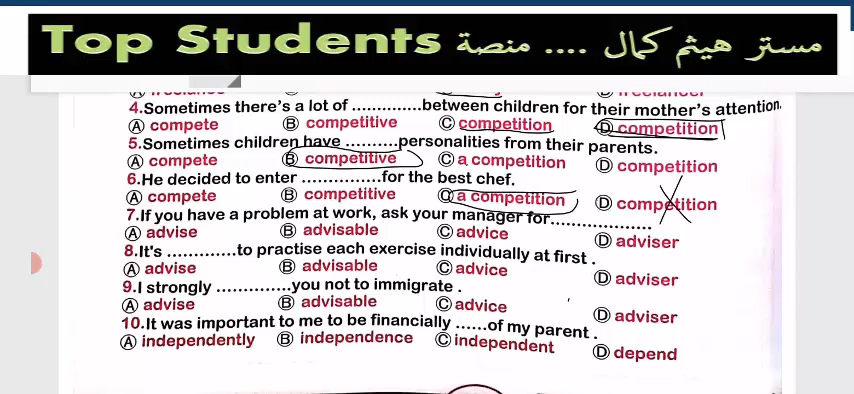 Top Students مستر هيثم كمال .... منصة
4.Sometimes there's a lot of ..............between children for their mother's attention.
Ⓐ compete Ⓑ competitive Ⓒ competition Ⓓ competition
5.Sometimes children have ..........personalities from their parents.
Ⓐ compete Ⓑ competitive Ⓒ a competition Ⓓ competition
6.He decided to enter ...............for the best chef.
Ⓐ compete Ⓑ competitive Ⓒ a competition Ⓓ competition
7.If you have a problem at work, ask your manager for...................
Ⓐ advise Ⓑ advisable Ⓒ advice Ⓓ adviser
8.It's .............to practise each exercise individually at first .
Ⓐ advise Ⓑ advisable Ⓒ advice Ⓓ adviser
9.I strongly ..............you not to immigrate .
Ⓐ advise Ⓑ advisable Ⓒ advice Ⓓ adviser
10.It was important to me to be financially ......of my parent .
Ⓐ independently Ⓑ independence Ⓒ independent Ⓓ depend